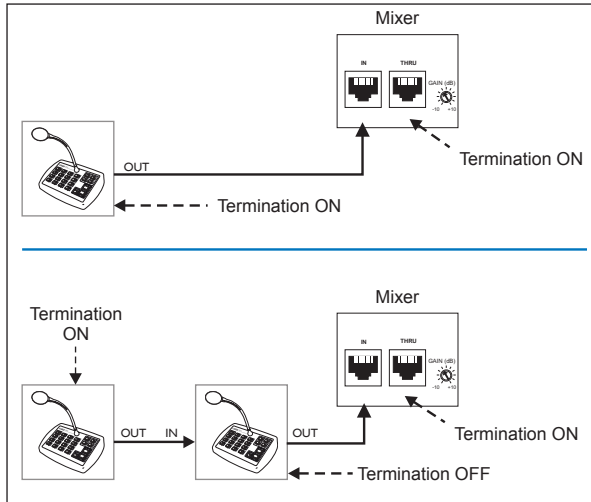 Mixer
IN THRU
GAIN (dB)
-10 +10
OUT
Termination ON
Termination ON
Mixer
Termination
ON
IN THRU
GAIN (dB)
-10 +10
OUT IN OUT
Termination ON
Termination OFF